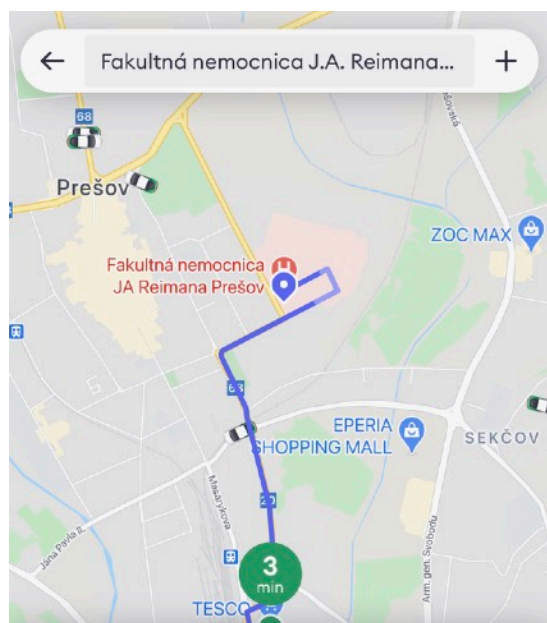 Fakultná nemocnica J.A. Reimana...
68
Prešov
ZOC MAX
Fakultná nemocnica
JA Reimana Prešov
68
EPERIA
SHOPPING MALL
SEKČOV
20
Masarykova
Jána Pavla II.
Arm. gen. Svobodu
3
min
TESCO